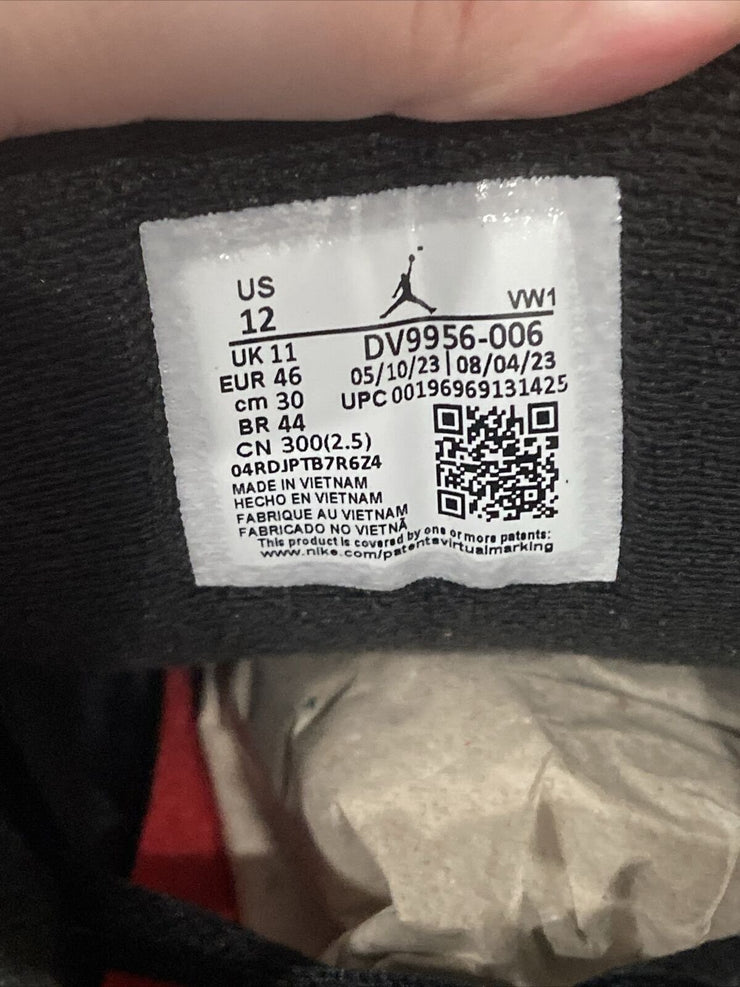 US
12
VW1
UK 11
EUR 46
cm 30
BR 44
CN 300(2.5)
04RDJPTB7R6Z4
DV9956-006
05/10/23|08/04/23
UPC 00196969131425
MADE IN VIETNAM
HECHO EN VIETNAM
FABRIQUE AU VIETNAM
FABRICADO NO VIETNÃ
This product is covered by one or more patents:
www.nike.com/patentsvirtualmarking